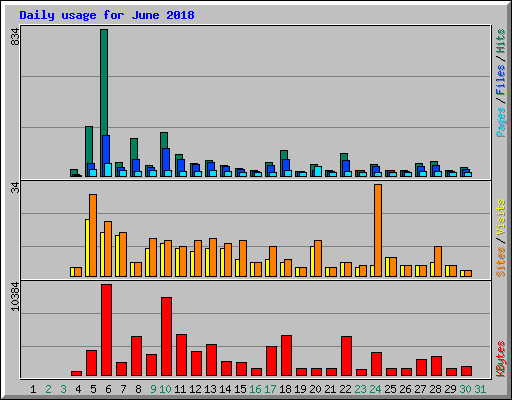 Daily usage for June 2018
834
Pages / Files / Hits
34
Sites / Visits
10384
KBytes
1 2 3 4 5 6 7 8 9 10 11 12 13 14 15 16 17 18 19 20 21 22 23 24 25 26 27 28 29 30 31